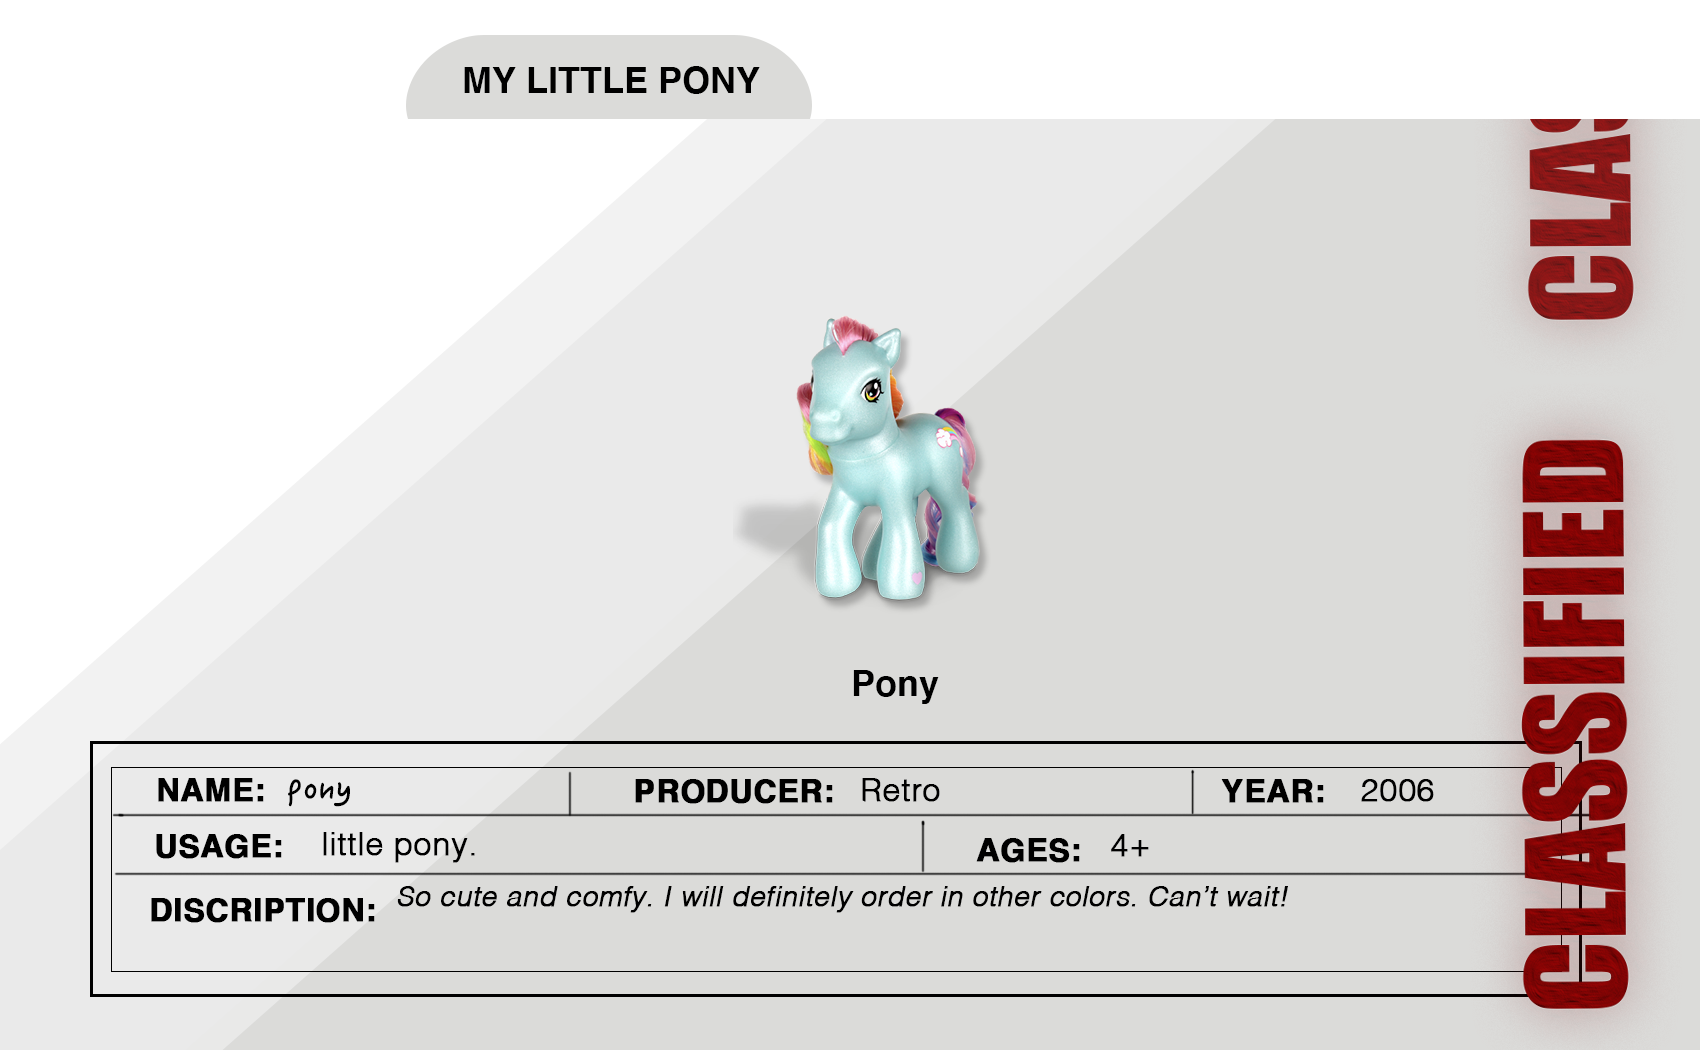 MY LITTLE PONY
CLAS
CLASSIFIED
Pony
NAME: pony PRODUCER: Retro YEAR: 2006
USAGE: little pony. AGES: 4+
DISCRIPTION: So cute and comfy. I will definitely order in other colors. Can't wait!